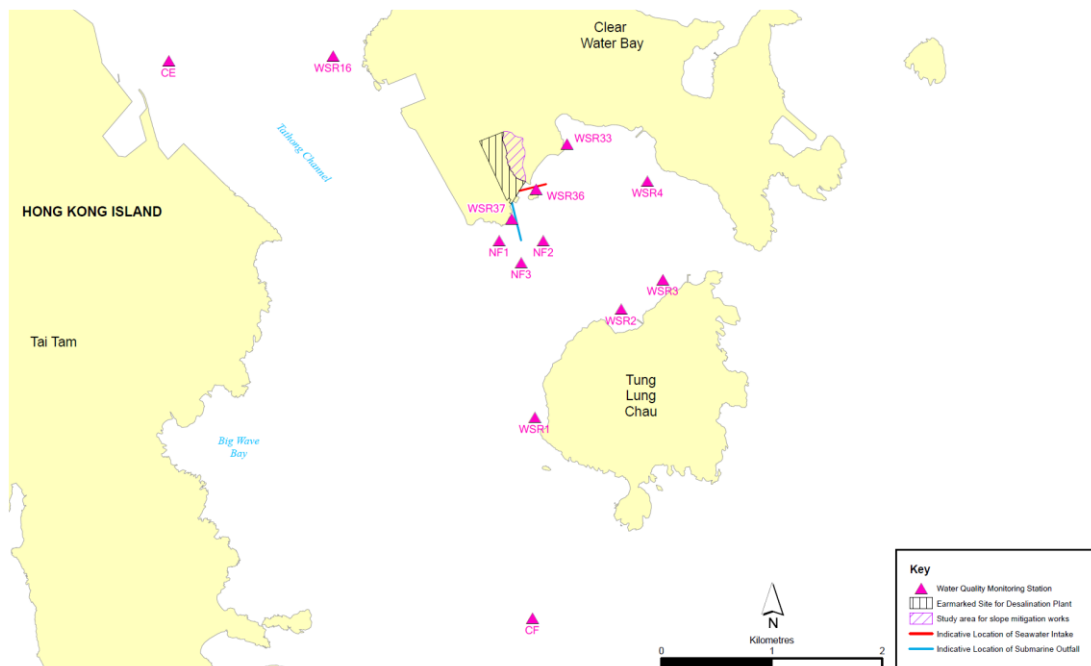 Clear
Water Bay
CE
WSR16
Tathong Channel
WSR33
WSR4
WSR36
HONG KONG ISLAND
WSR37
NF1
NF2
NF3
WSR3
WSR2
Tai Tam
Tung
Lung
Chau
WSR1
Big Wave
Bay
CF
N
Kilometres
0 1 2
Key
Water Quality Monitoring Station
Earmarked Site for Desalination Plant
Study area for slope mitigation works
Indicative Location of Seawater Intake
Indicative Location of Submarine Outfall